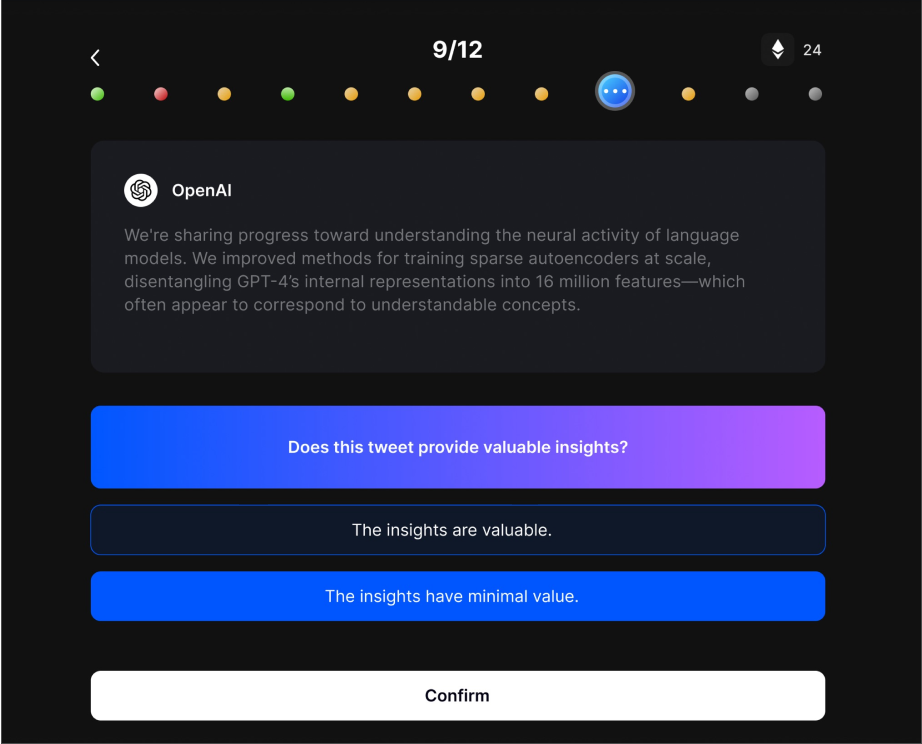 9/12
24
OpenAI
We're sharing progress toward understanding the neural activity of language
models. We improved methods for training sparse autoencoders at scale,
disentangling GPT-4’s internal representations into 16 million features—which
often appear to correspond to understandable concepts.
Does this tweet provide valuable insights?
The insights are valuable.
The insights have minimal value.
Confirm